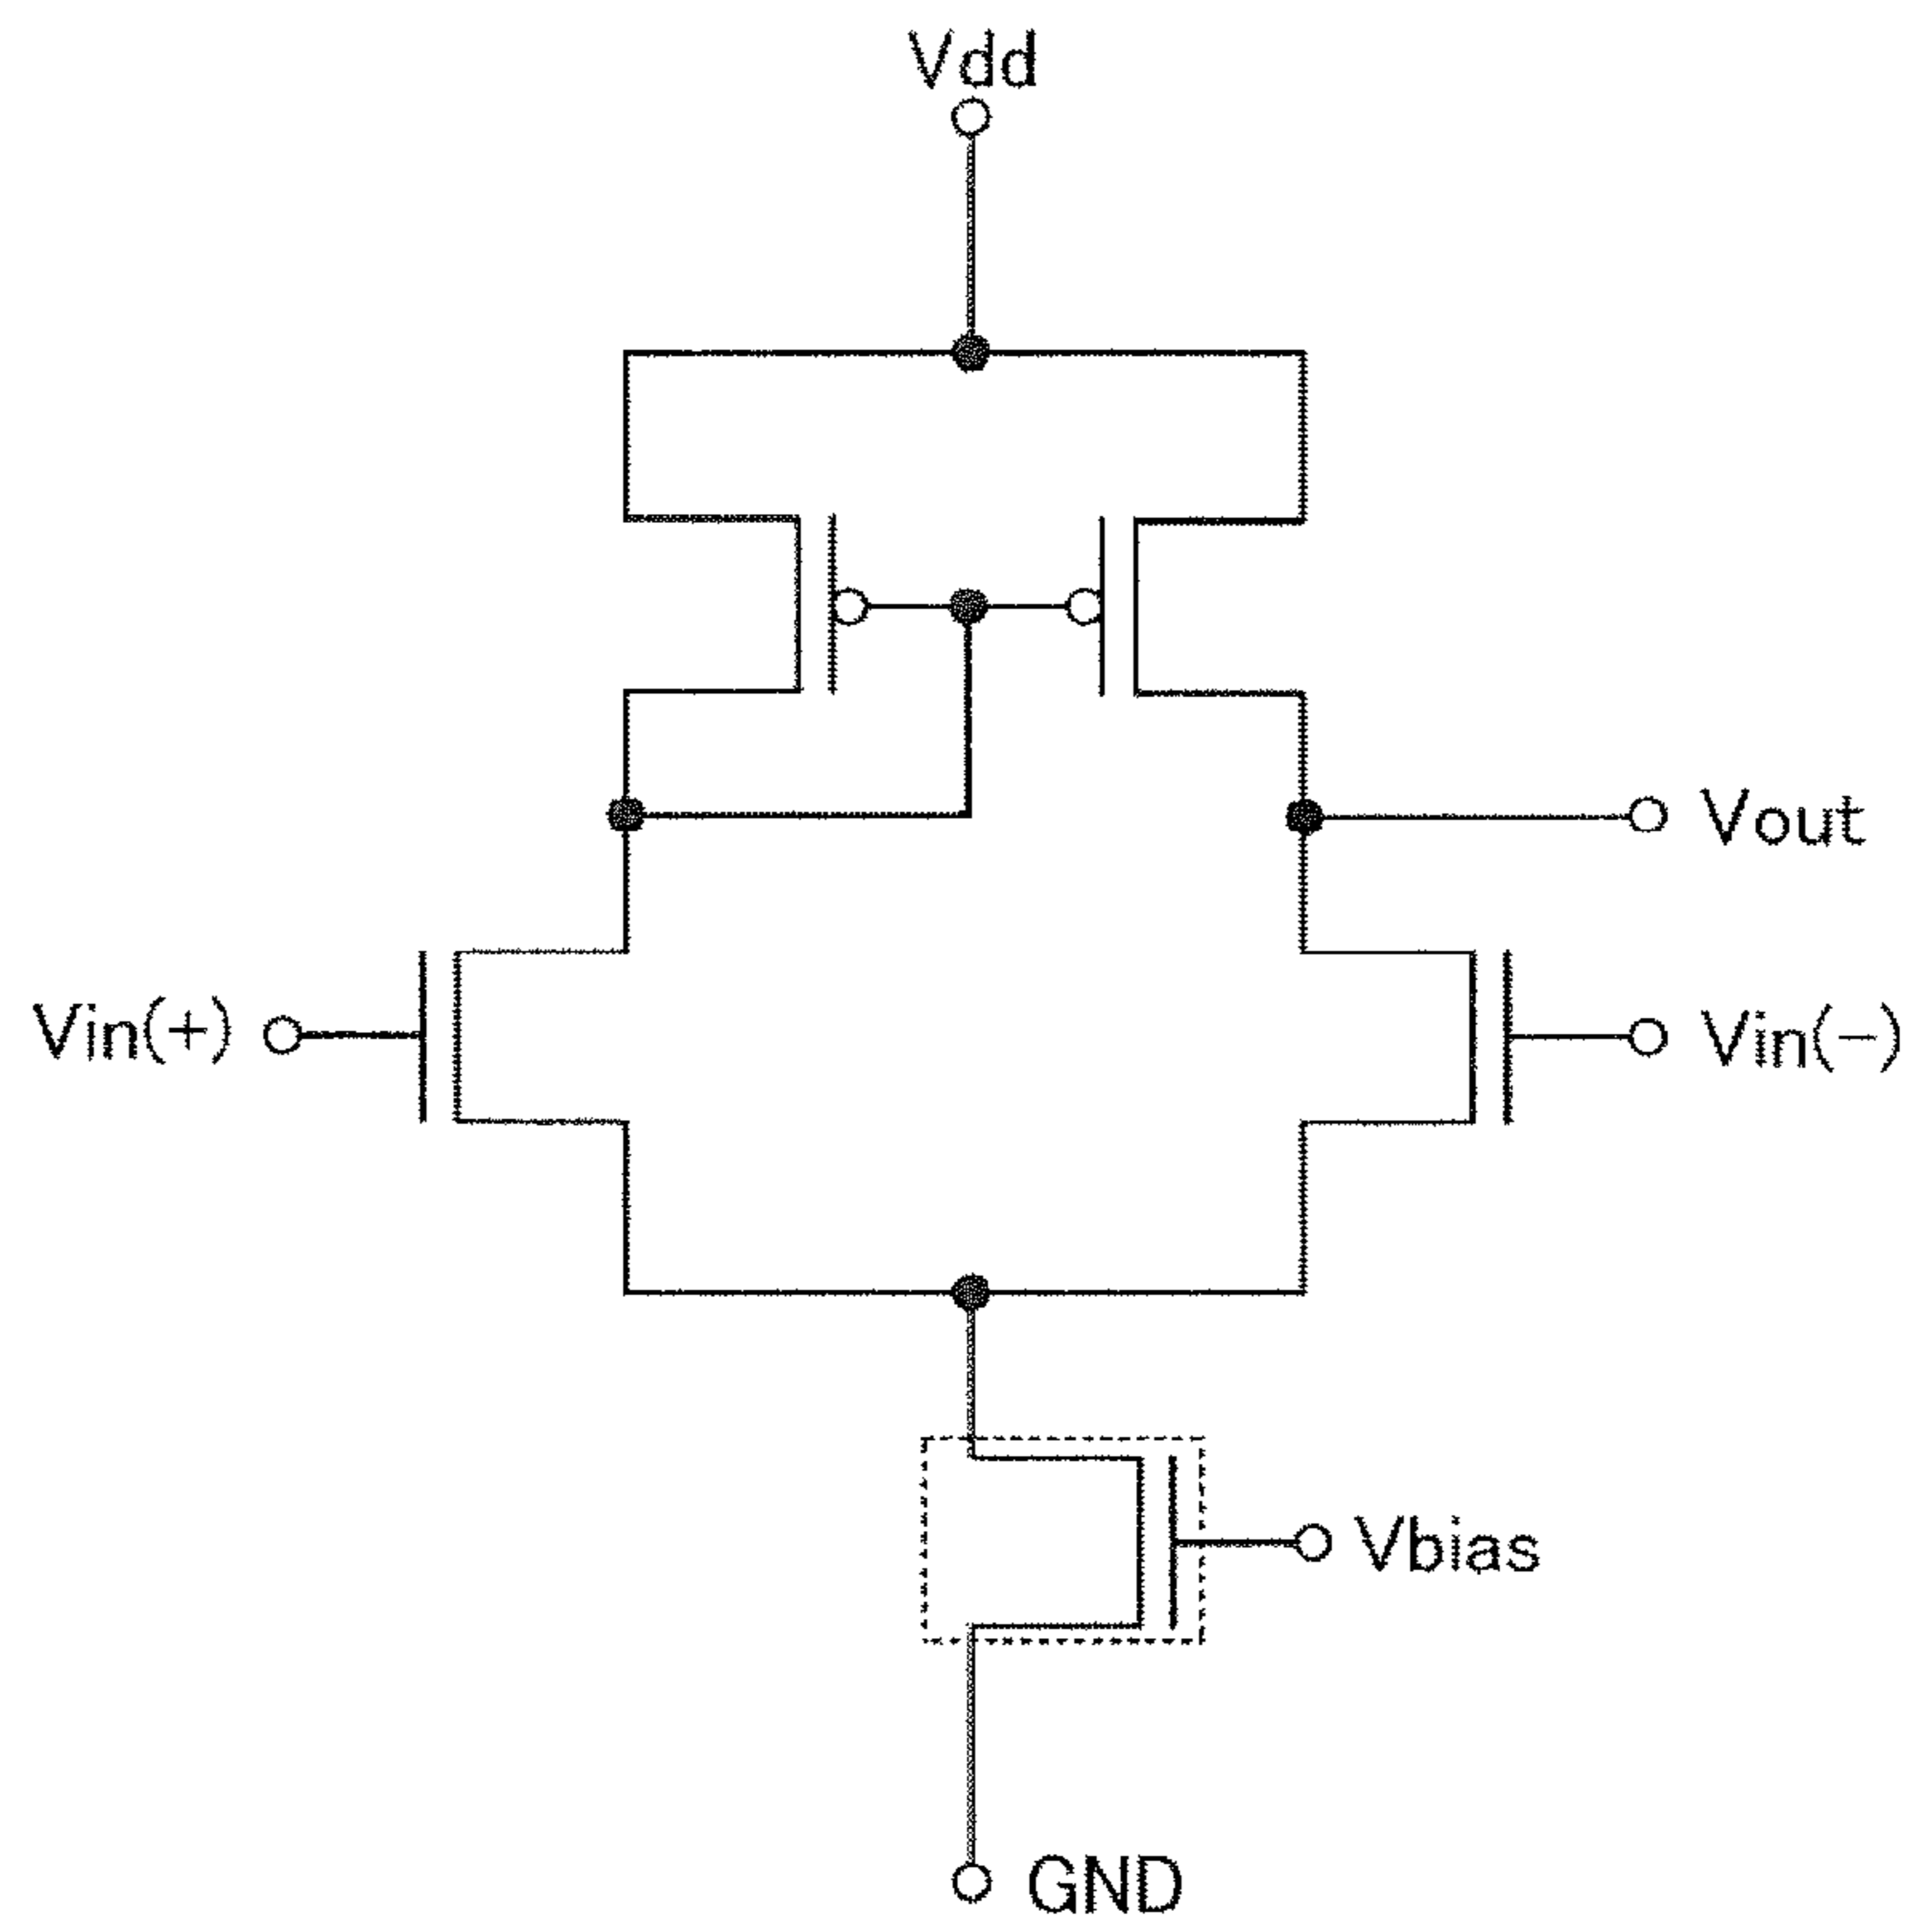 Vdd
Vout
Vin(+)
Vin(−)
Vbias
GND